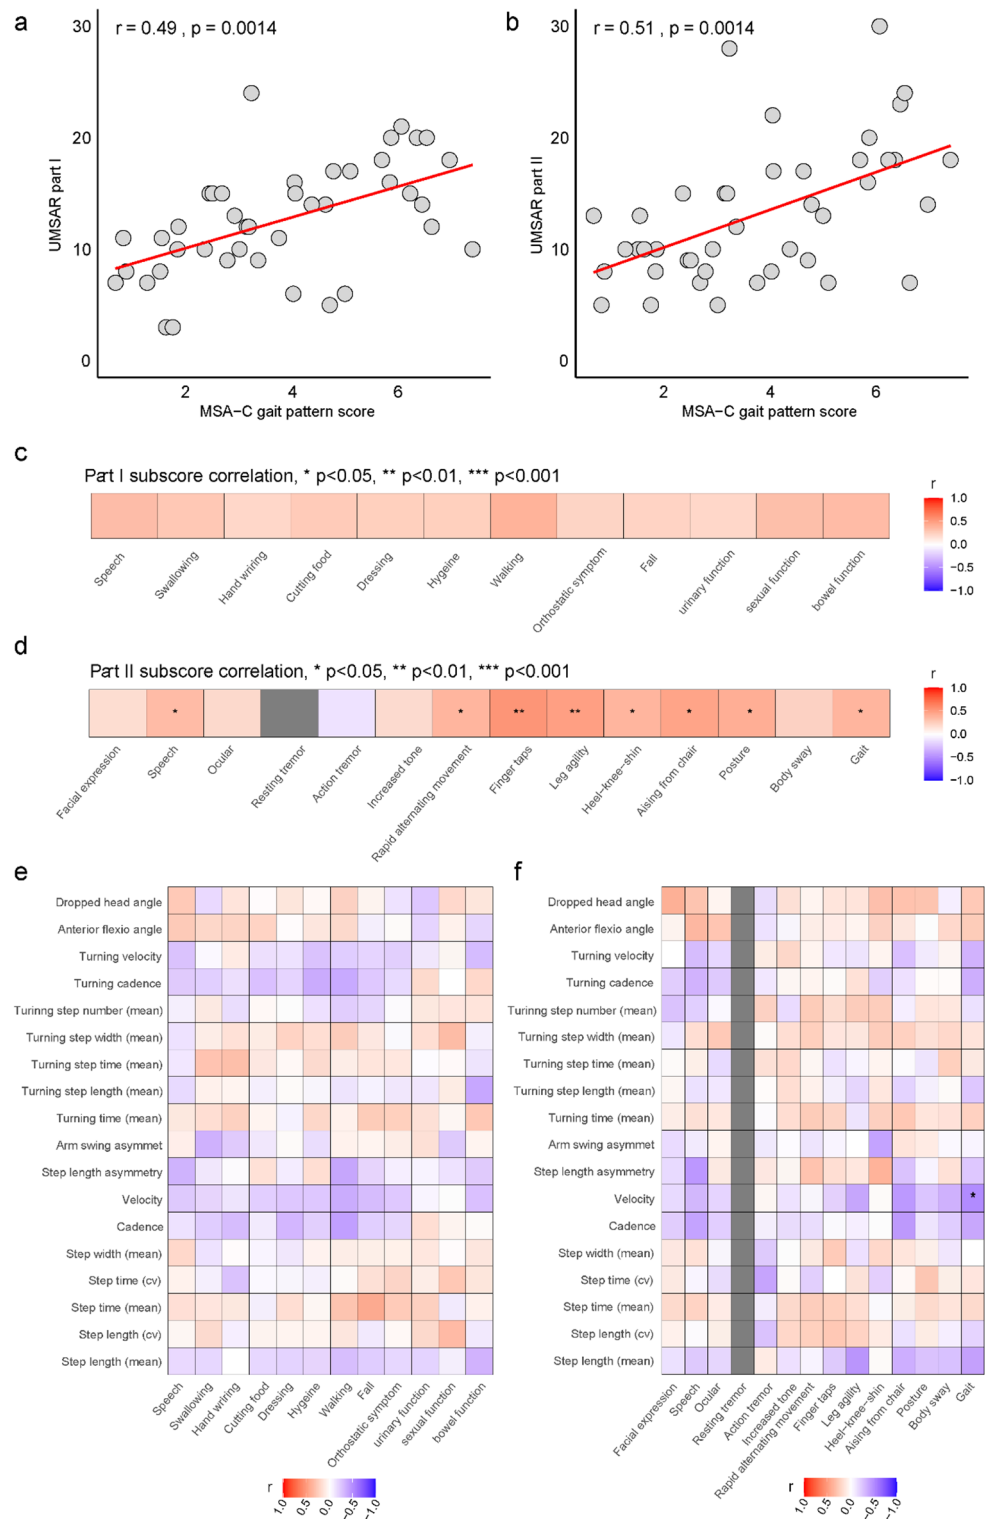 a
r = 0.49 , p = 0.0014
UMSAR part I
30
20
10
0
2 4 6
MSA−C gait pattern score
b
r = 0.51 , p = 0.0014
UMSAR part II
30
20
10
0
2 4 6
MSA−C gait pattern score
c
Part I subscore correlation, * p<0.05, ** p<0.01, *** p<0.001
Speech
Swallowing
Hand wriring
Cutting food
Dressing
Hygeine
Walking
Orthostatic symptom
Fall
urinary function
sexual function
bowel function
r
1.0
0.5
0.0
−0.5
−1.0
d
Part II subscore correlation, * p<0.05, ** p<0.01, *** p<0.001
* * ** ** * * * *
Facial expression
Speech
Ocular
Resting tremor
Action tremor
Increased tone
Rapid alternating movement
Finger taps
Leg agility
Heel−knee−shin
Aising from chair
Posture
Body sway
Gait
r
1.0
0.5
0.0
−0.5
−1.0
e
Dropped head angle
Anterior flexio angle
Turning velocity
Turning cadence
Turinng step number (mean)
Turning step width (mean)
Turning step time (mean)
Turning step length (mean)
Turning time (mean)
Arm swing asymmet
Step length asymmetry
Velocity
Cadence
Step width (mean)
Step time (cv)
Step time (mean)
Step length (cv)
Step length (mean)
Speech
Swallowing
Hand wriring
Cutting food
Dressing
Hygeine
Walking
Fall
Orthostatic symptom
urinary function
sexual function
bowel function
r
1.0
0.5
0.0
−0.5
−1.0
f
Dropped head angle
Anterior flexio angle
Turning velocity
Turning cadence
Turinng step number (mean)
Turning step width (mean)
Turning step time (mean)
Turning step length (mean)
Turning time (mean)
Arm swing asymmet
Step length asymmetry
Velocity
*
Cadence
Step width (mean)
Step time (cv)
Step time (mean)
Step length (cv)
Step length (mean)
Facial expression
Speech
Ocular
Resting tremor
Action tremor
Increased tone
Rapid alternating movement
Finger taps
Leg agility
Heel−knee−shin
Aising from chair
Posture
Body sway
Gait
r
1.0
0.5
0.0
−0.5
−1.0